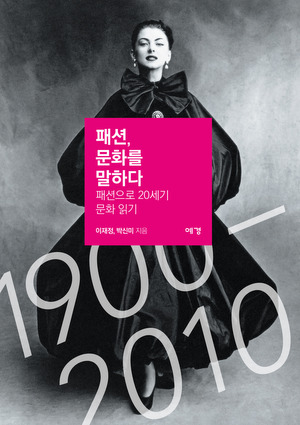 패션,
문화를
말하다
패션으로 20세기
문화 읽기
이재정, 박신미 지음
예경
1900–
2010